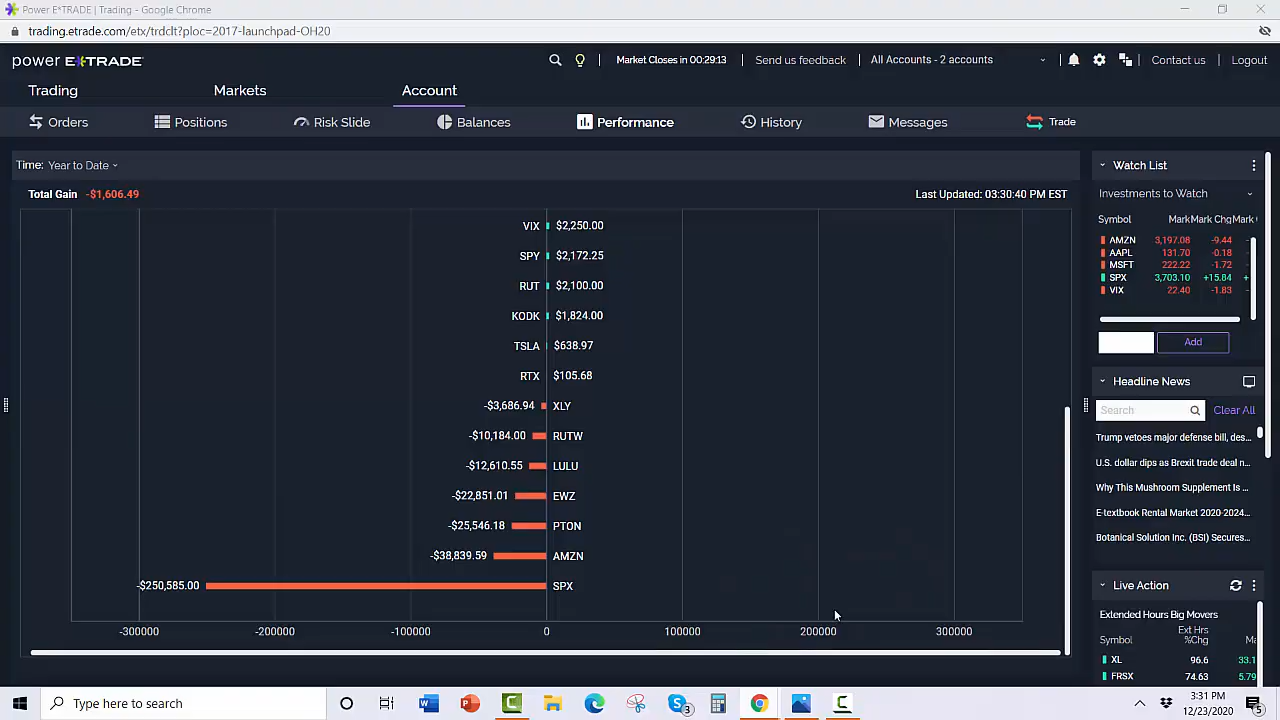 Power E*TRADE | Trading - Google Chrome
trading.etrade.com/etx/trdclt?ploc=2017-launchpad-OH20
power E*TRADE
Market Closes in 00:29:13
Send us feedback
All Accounts - 2 accounts
Contact us
Logout
Trading
Markets
Account
Orders
Positions
Risk Slide
Balances
Performance
History
Messages
Trade
Time: Year to Date
Total Gain -$1,606.49
Last Updated: 03:30:40 PM EST
VIX $2,250.00
SPY $2,172.25
RUT $2,100.00
KODK $1,824.00
TSLA $638.97
RTX $105.68
-$3,686.94 XLY
-$10,184.00 RUTW
-$12,610.55 LULU
-$22,851.01 EWZ
-$25,546.18 PTON
-$38,839.59 AMZN
-$250,585.00 SPX
-300000 -200000 -100000 0 100000 200000 300000
Watch List
Investments to Watch
Symbol Mark Mark Chg Mark
AMZN 3,197.08 -9.44 -
AAPL 131.70 -0.18 -
MSFT 222.22 -1.72 -
SPX 3,703.10 +15.84 +
VIX 22.40 -1.83 -
Add
Headline News
Search
Clear All
Trump vetoes major defense bill, des...
U.S. dollar dips as Brexit trade deal n...
Why This Mushroom Supplement Is ...
E-textbook Rental Market 2020-2024...
Botanical Solution Inc. (BSI) Secures...
Live Action
Extended Hours Big Movers
Symbol Ext Hrs %Chg Ma
XL 96.6 33.1
FRSX 74.63 5.79
Type here to search
3
3:31 PM
12/23/2020
5